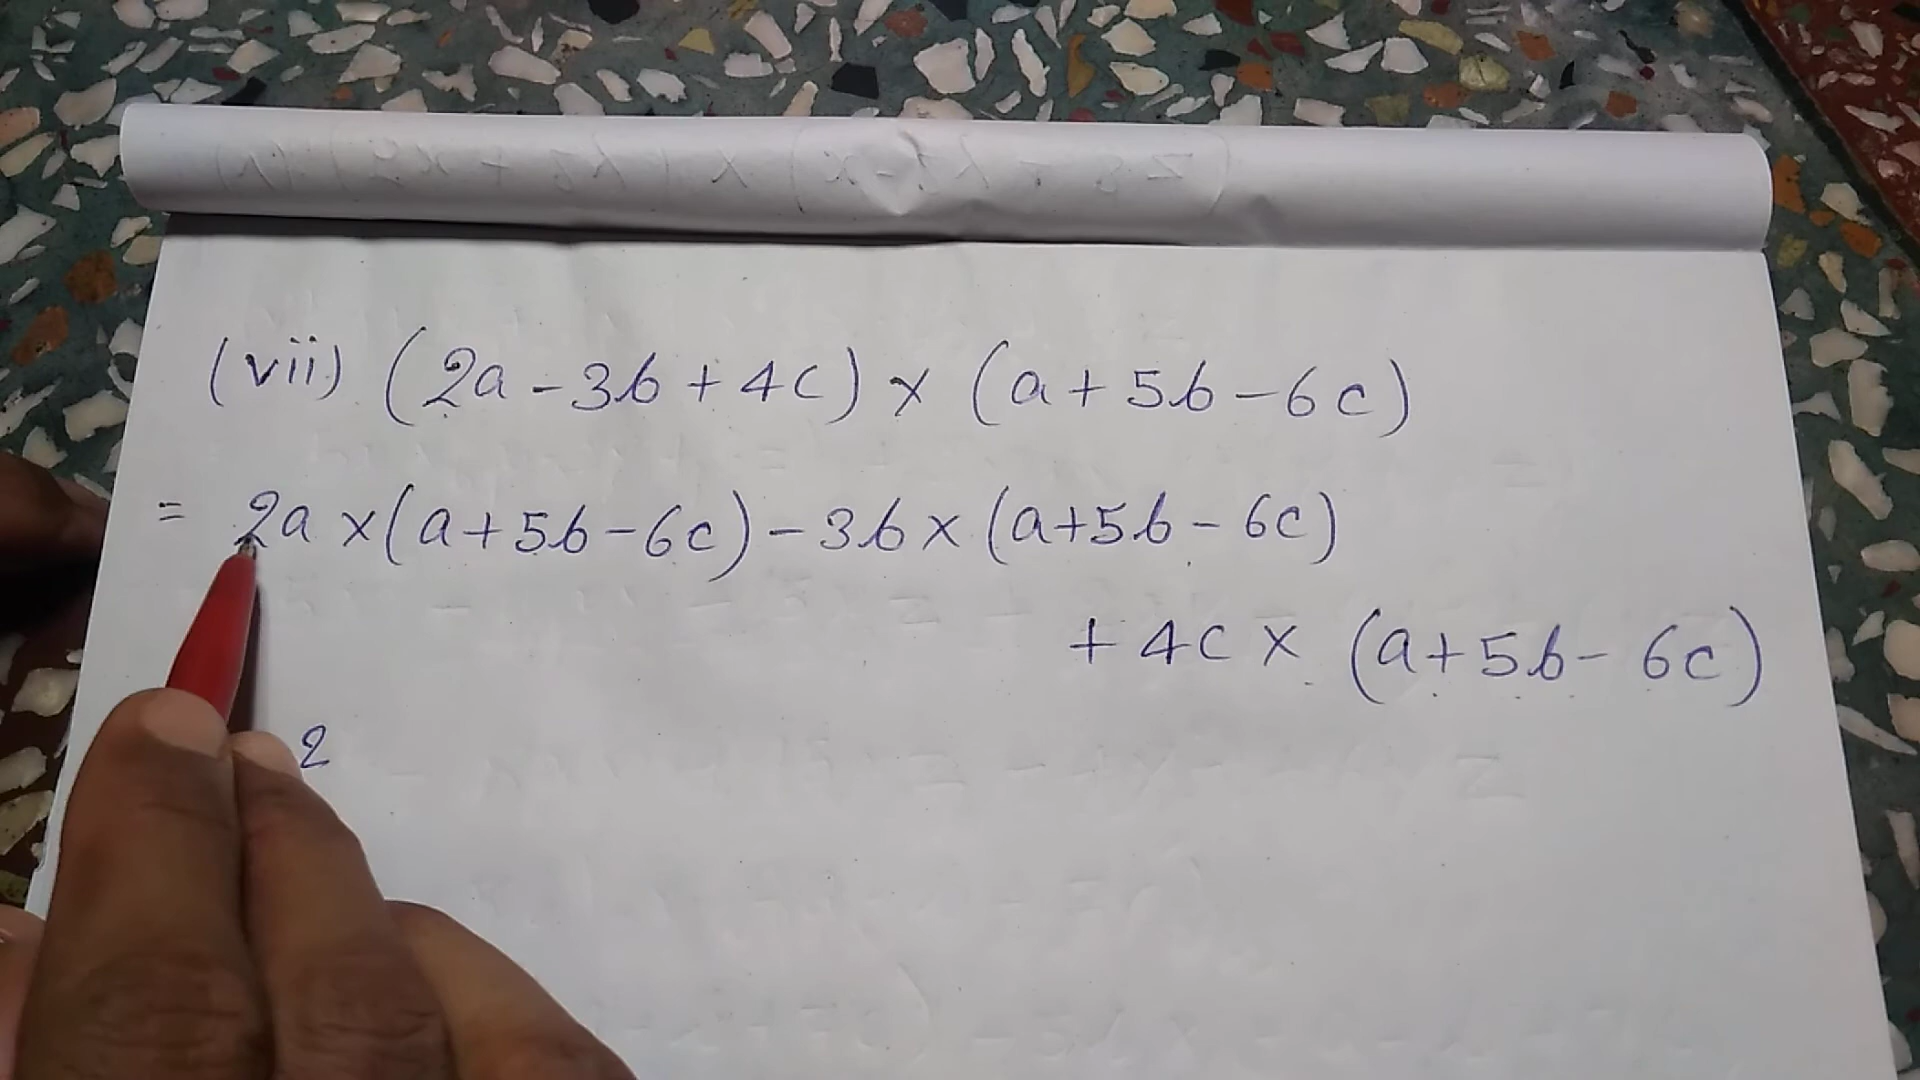 (vii) (2a - 3b + 4c) × (a + 5b - 6c)
= 2a × (a + 5b - 6c) - 3b × (a + 5b - 6c)
+ 4c × (a + 5b - 6c)
2